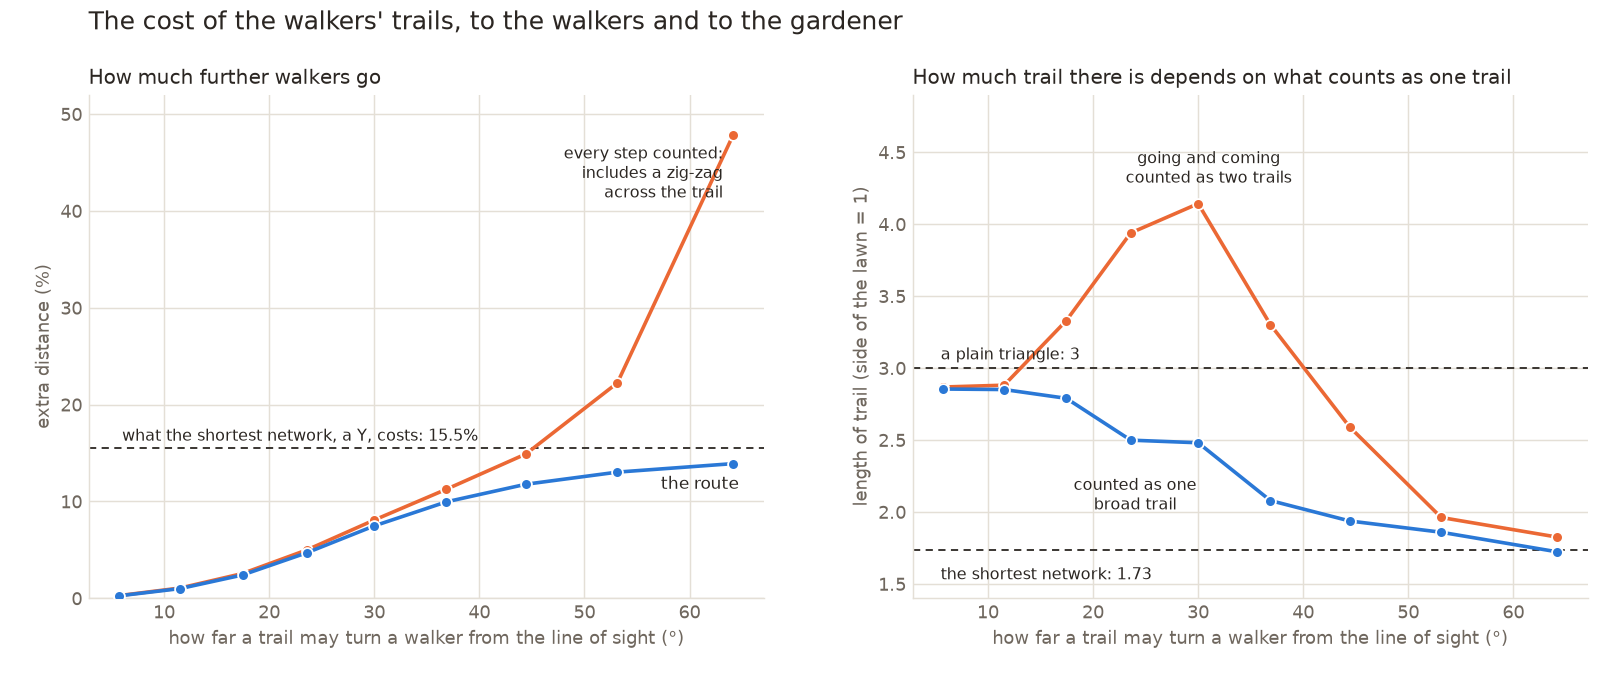 The cost of the walkers' trails, to the walkers and to the gardener
How much further walkers go
50
40
30
20
10
0
extra distance (%)
every step counted:
includes a zig-zag
across the trail
what the shortest network, a Y, costs: 15.5%
the route
10
20
30
40
50
60
how far a trail may turn a walker from the line of sight (°)
How much trail there is depends on what counts as one trail
4.5
4.0
3.5
3.0
2.5
2.0
1.5
length of trail (side of the lawn = 1)
going and coming
counted as two trails
a plain triangle: 3
counted as one
broad trail
the shortest network: 1.73
10
20
30
40
50
60
how far a trail may turn a walker from the line of sight (°)